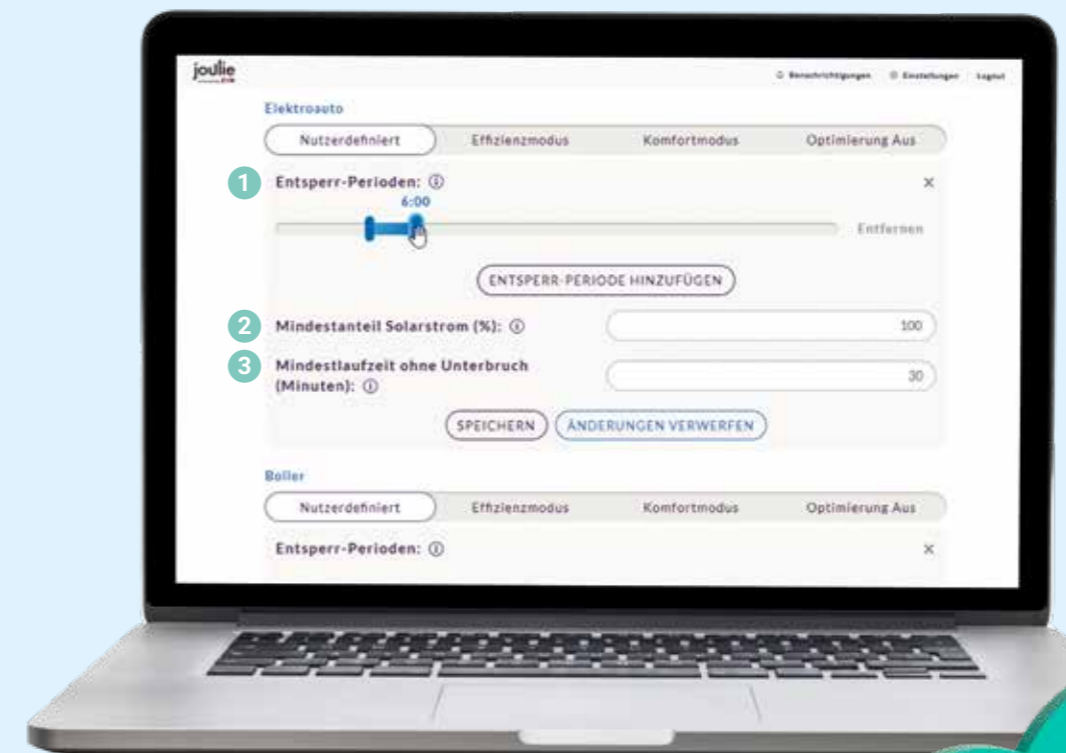 joulie
Benachrichtigungen Einstellungen Logout
Elektroauto
Nutzerdefiniert Effizienzmodus Komfortmodus Optimierung Aus
1 Entsperr-Perioden:
6:00
Entfernen
ENTSPERR-PERIODE HINZUFÜGEN
2 Mindestanteil Solarstrom (%): 100
3 Mindestlaufzeit ohne Unterbruch
(Minuten): 30
SPEICHERN ÄNDERUNGEN VERWERFEN
Boiler
Nutzerdefiniert Effizienzmodus Komfortmodus Optimierung Aus
Entsperr-Perioden: